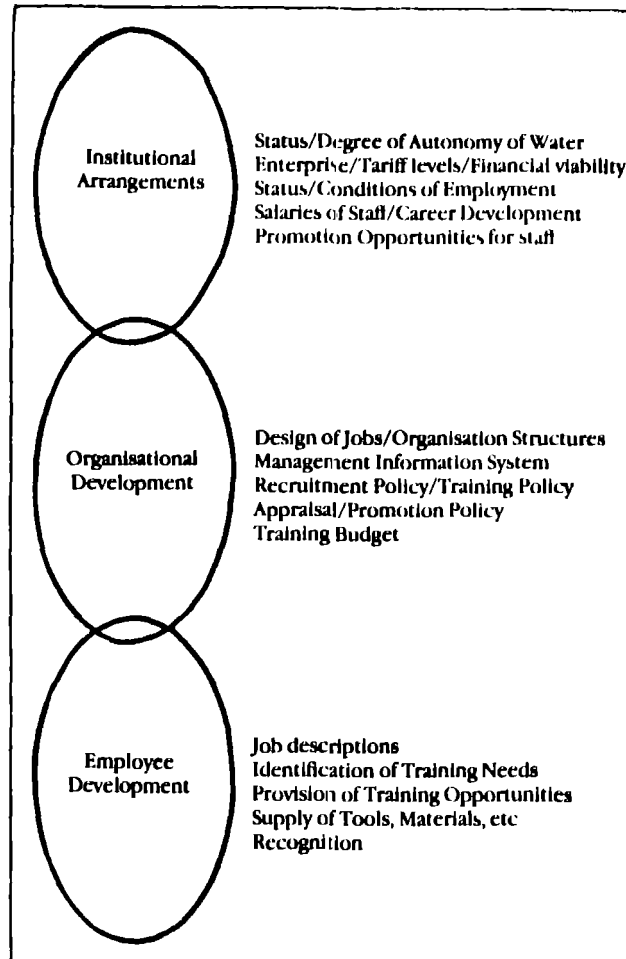 Institutional
Arrangements
Status/Degree of Autonomy of Water
Enterprise/Tariff levels/Financial viability
Status/Conditions of Employment
Salaries of Staff/Career Development
Promotion Opportunities for staff
Organisational
Development
Design of Jobs/Organisation Structures
Management Information System
Recruitment Policy/Training Policy
Appraisal/Promotion Policy
Training Budget
Employee
Development
Job descriptions
Identification of Training Needs
Provision of Training Opportunities
Supply of Tools, Materials, etc
Recognition